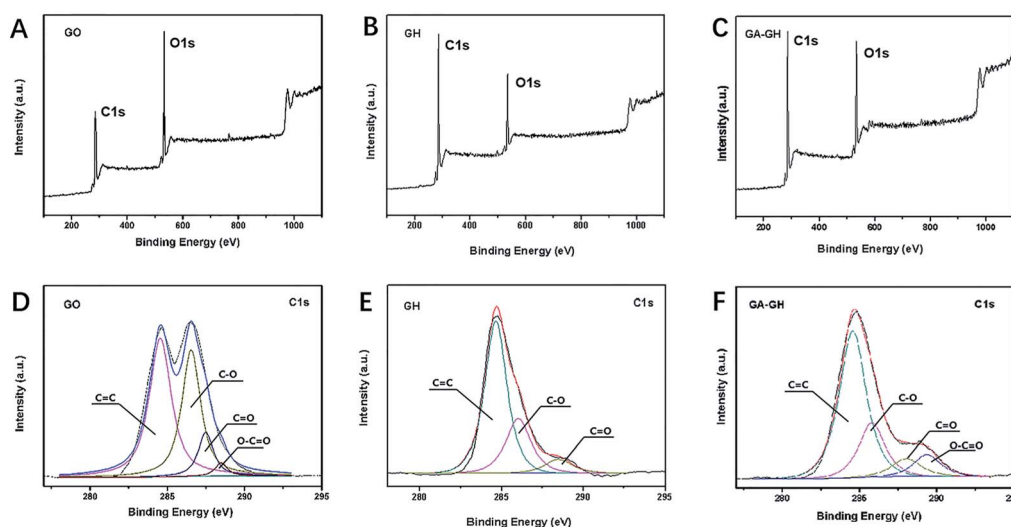 A
GO
O1s
C1s
Intensity (a.u.)
200 400 600 800 1000
Binding Energy (eV)
B
GH
C1s
O1s
Intensity (a.u.)
200 400 600 800 1000
Binding Energy (eV)
C
GA-GH
C1s
O1s
Intensity (a.u.)
200 400 600 800 1000
Binding Energy (eV)
D
GO
C1s
C=C
C-O
C=O
O-C=O
Intensity (a.u.)
280 285 290 295
Binding Energy (eV)
E
GH
C1s
C-O
C=C
C=O
Intensity (a.u.)
280 285 290 295
Binding Energy (eV)
F
GA-GH
C1s
C=C
C-O
C=O
O-C=O
Intensity (a.u.)
280 285 290 295
Binding Energy (eV)